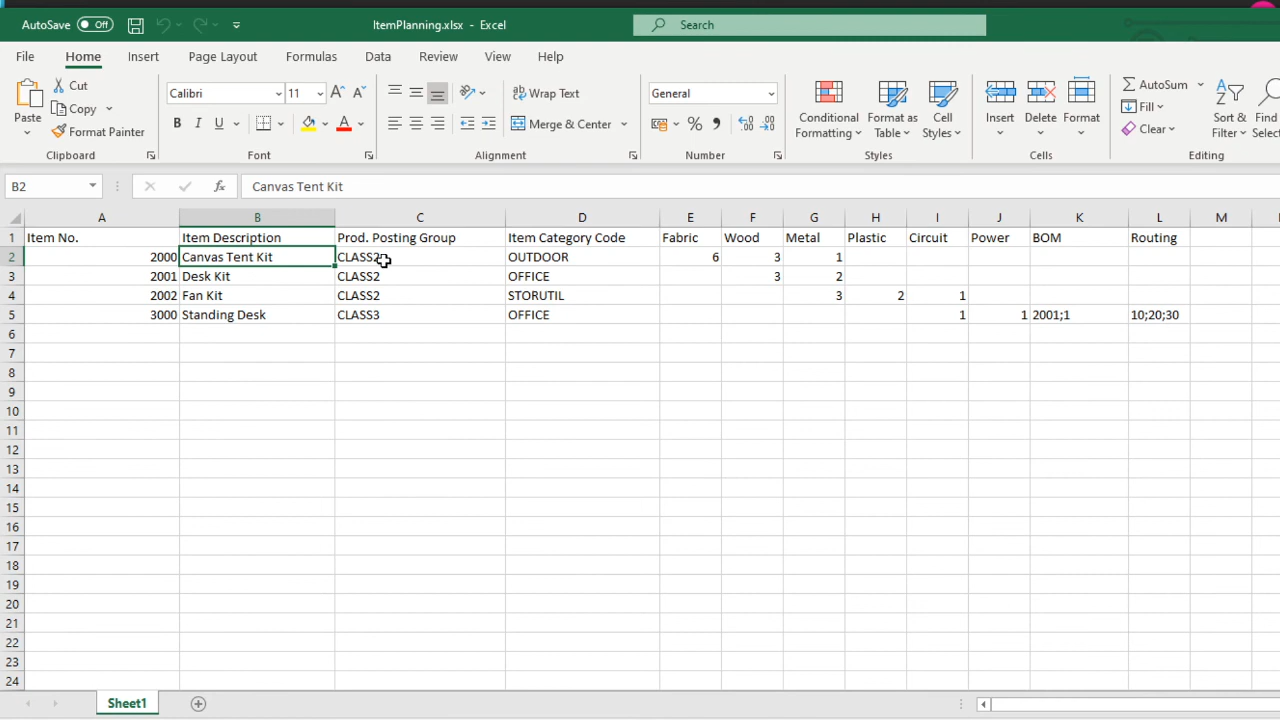 AutoSave Off ItemPlanning.xlsx - Excel Search
File Home Insert Page Layout Formulas Data Review View Help
Paste Cut Copy Format Painter Clipboard
Calibri 11 A A B I U A Font
ab Wrap Text Merge & Center Alignment
General % , Number
Conditional Formatting Format as Table Cell Styles Styles
Insert Delete Format Cells
AutoSum Fill Clear Sort & Filter Find Select Editing
B2 fx Canvas Tent Kit
A B C D E F G H I J K L M
1 Item No. Item Description Prod. Posting Group Item Category Code Fabric Wood Metal Plastic Circuit Power BOM Routing
2 2000 Canvas Tent Kit CLASS2 OUTDOOR 6 3 1
3 2001 Desk Kit CLASS2 OFFICE 3 2
4 2002 Fan Kit CLASS2 STORUTIL 3 2 1
5 3000 Standing Desk CLASS3 OFFICE 1 1 2001;1 10;20;30
6
7
8
9
10
11
12
13
14
15
16
17
18
19
20
21
22
23
24
Sheet1